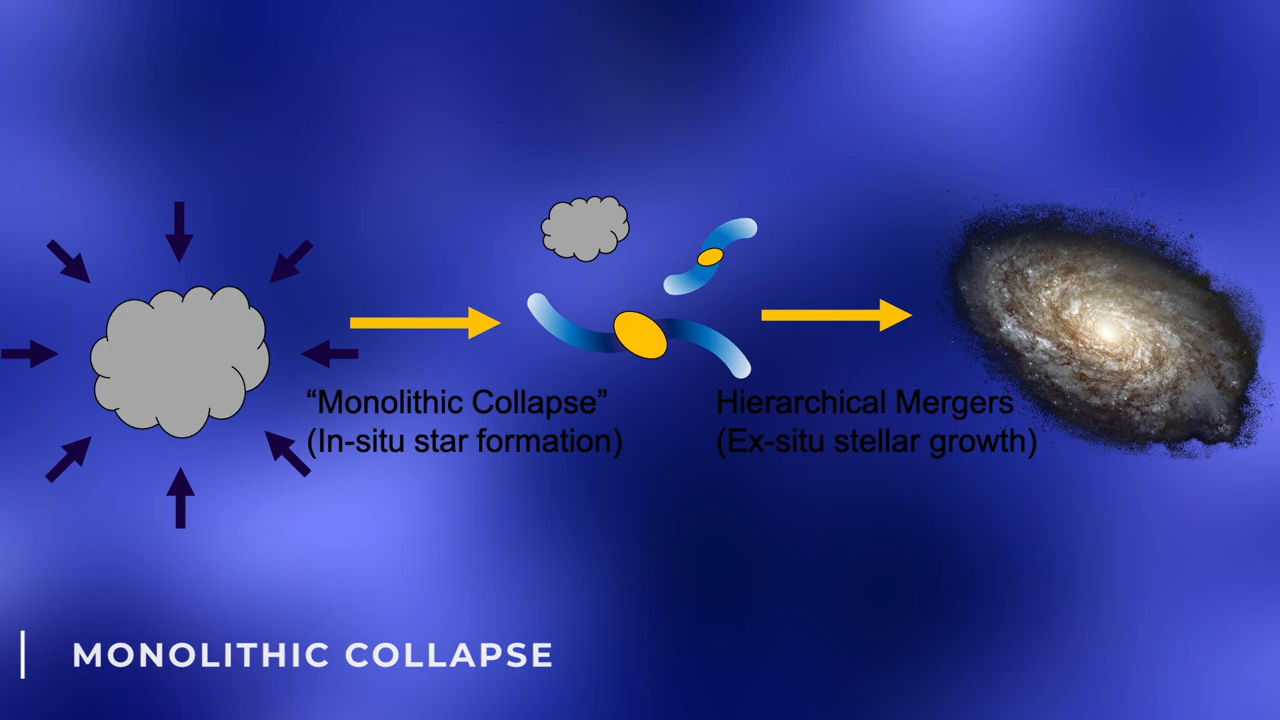 “Monolithic Collapse”
(In-situ star formation)
Hierarchical Mergers
(Ex-situ stellar growth)
MONOLITHIC COLLAPSE